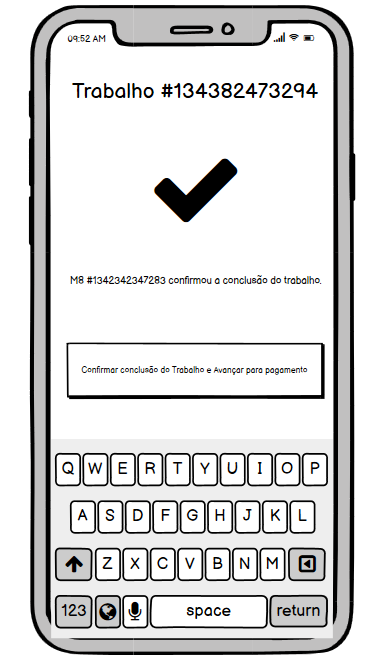 09:52 AM
Trabalho #134382473294
M8 #1342342347283 confirmou a conclusão do trabalho.
Confirmar conclusão do Trabalho e Avançar para pagamento
Q W E R T Y U I O P
A S D F G H J K L
Z X C V B N M
123 space return